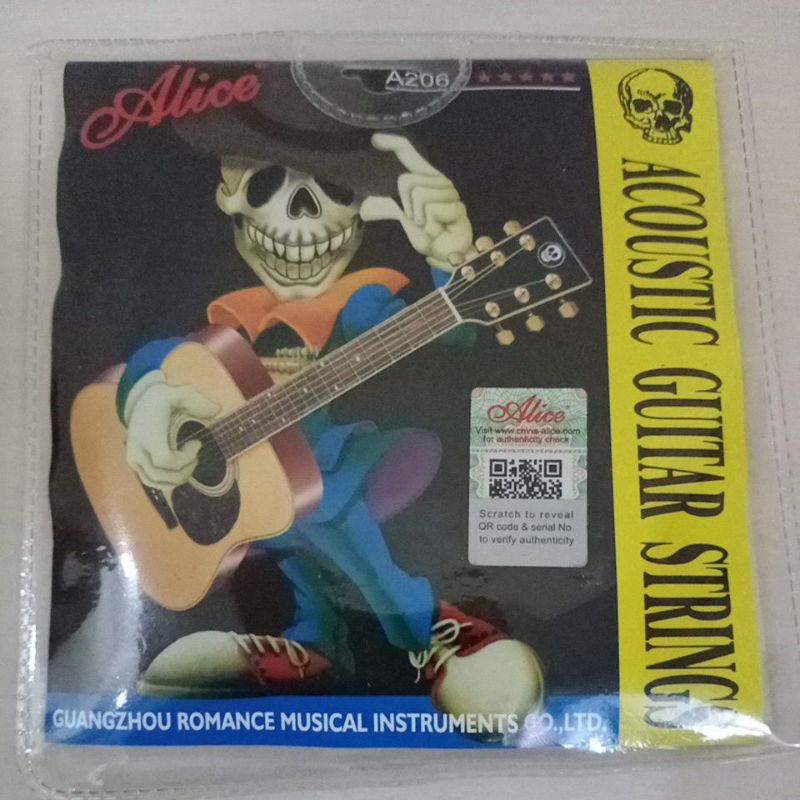 Alice
A206
ACOUSTIC GUITAR STRINGS
Alice
Visit www.china-alice.com
for authenticity check
Scratch to reveal
QR code & serial No.
to verify authenticity
GUANGZHOU ROMANCE MUSICAL INSTRUMENTS CO.,LTD.